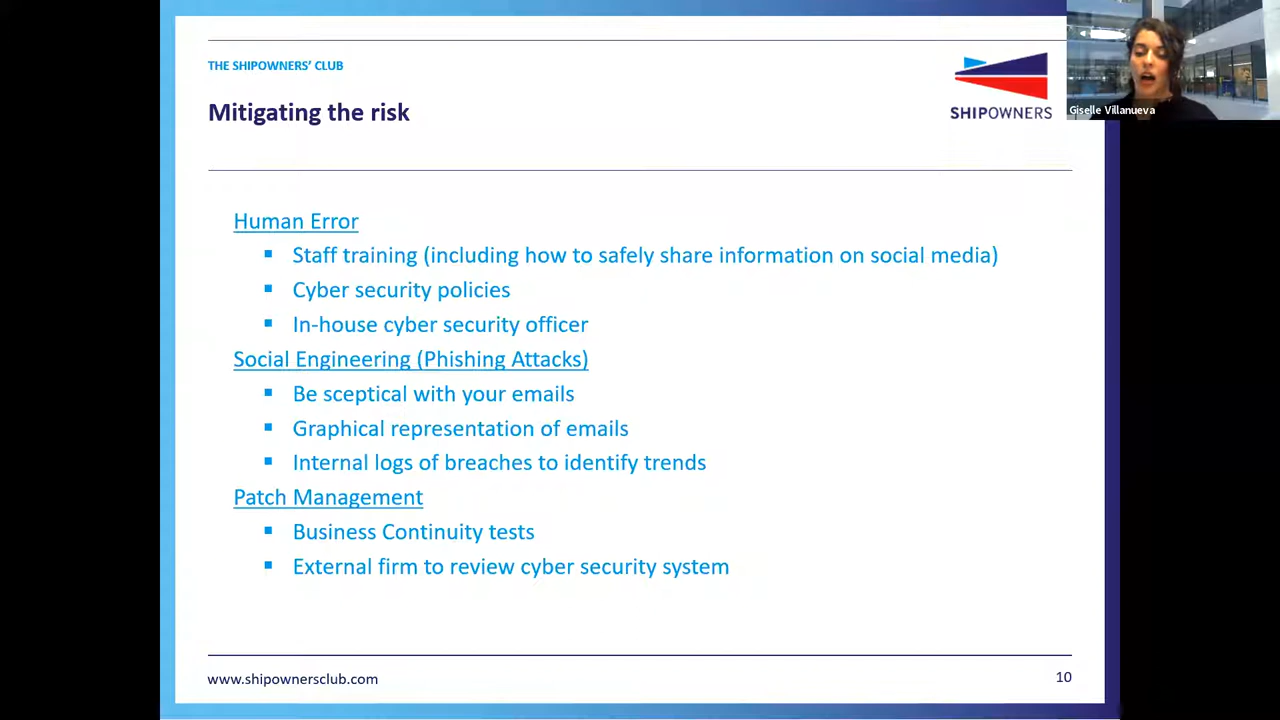 THE SHIPOWNERS' CLUB
SHIPOWNERS
Giselle Villanueva
Mitigating the risk
Human Error
▪ Staff training (including how to safely share information on social media)
▪ Cyber security policies
▪ In-house cyber security officer
Social Engineering (Phishing Attacks)
▪ Be sceptical with your emails
▪ Graphical representation of emails
▪ Internal logs of breaches to identify trends
Patch Management
▪ Business Continuity tests
▪ External firm to review cyber security system
www.shipownersclub.com
10